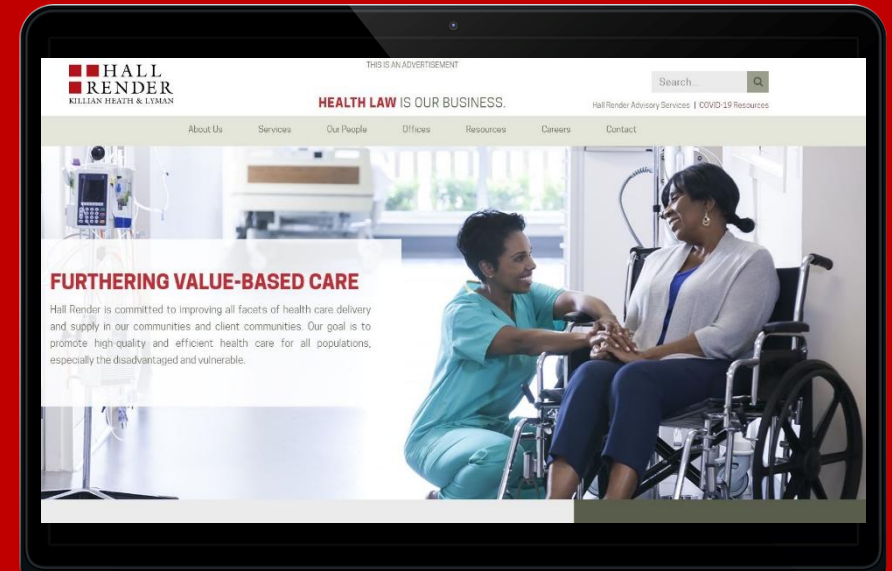 HALL
RENDER
KILLIAN HEATH & LYMAN
THIS IS AN ADVERTISEMENT
HEALTH LAW IS OUR BUSINESS.
Search...
Hall Render Advisory Services | COVID-19 Resources
About Us Services Our People Offices Resources Careers Contact
FURTHERING VALUE-BASED CARE
Hall Render is committed to improving all facets of health care delivery
and supply in our communities and client communities. Our goal is to
promote high-quality and efficient health care for all populations,
especially the disadvantaged and vulnerable.